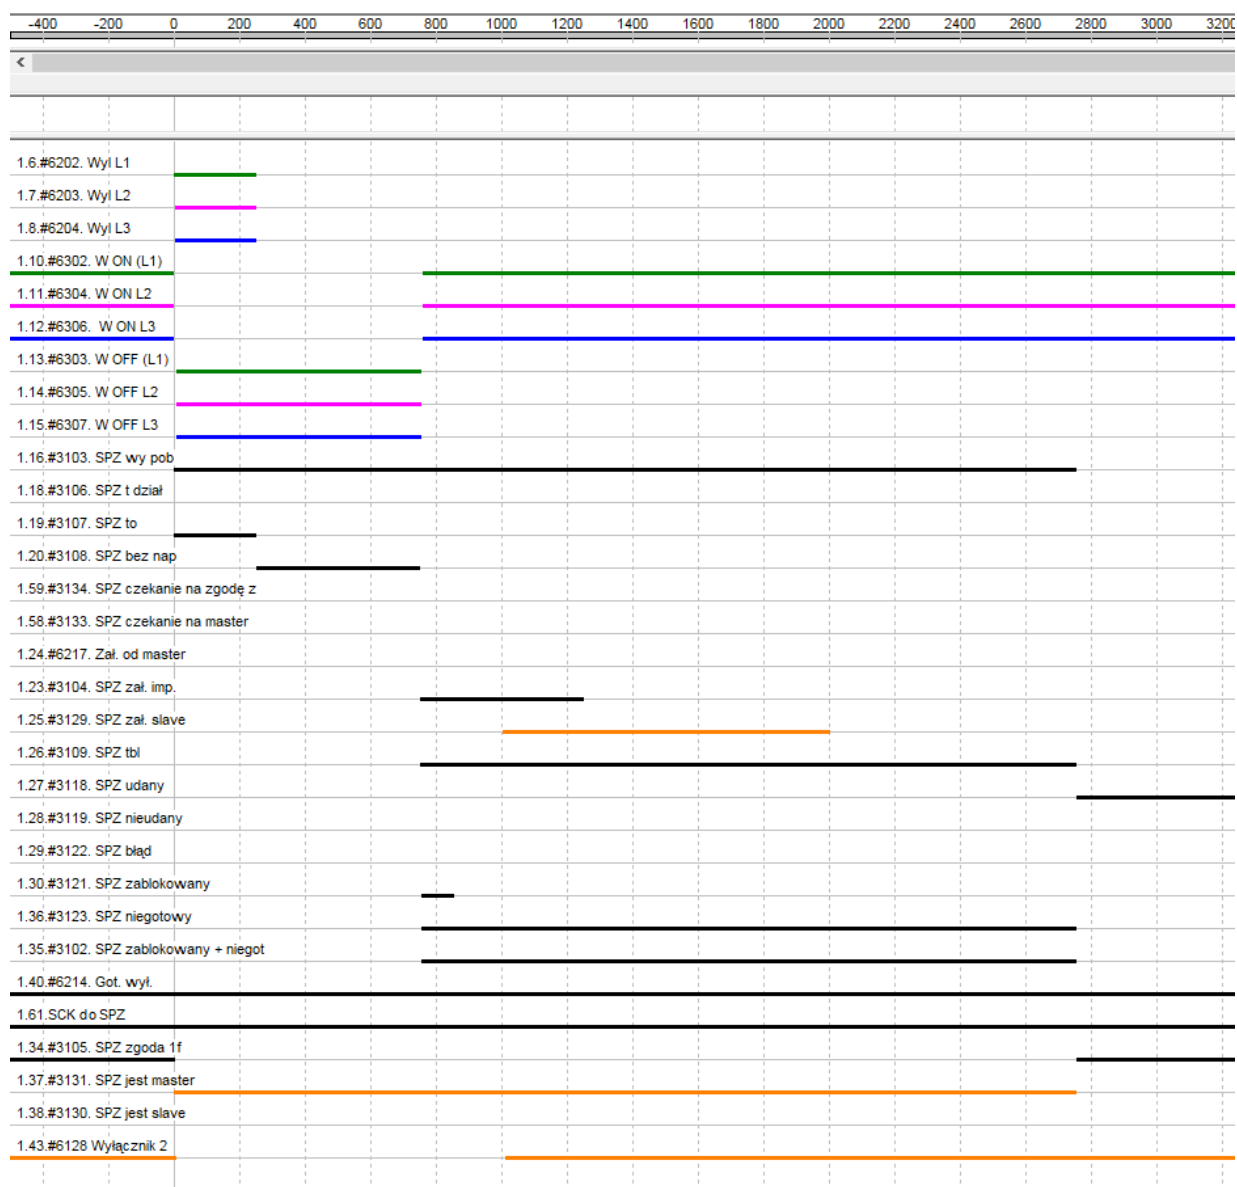 -400 -200 0 200 400 600 800 1000 1200 1400 1600 1800 2000 2200 2400 2600 2800 3000 3200
1.6.#6202. Wyl L1
1.7.#6203. Wyl L2
1.8.#6204. Wyl L3
1.10.#6302. W ON (L1)
1.11.#6304. W ON L2
1.12.#6306. W ON L3
1.13.#6303. W OFF (L1)
1.14.#6305. W OFF L2
1.15.#6307. W OFF L3
1.16.#3103. SPZ wy pob
1.18.#3106. SPZ t dział
1.19.#3107. SPZ to
1.20.#3108. SPZ bez nap
1.59.#3134. SPZ czekanie na zgodę z
1.58.#3133. SPZ czekanie na master
1.24.#6217. Zał. od master
1.23.#3104. SPZ zał. imp.
1.25.#3129. SPZ zał. slave
1.26.#3109. SPZ tbl
1.27.#3118. SPZ udany
1.28.#3119. SPZ nieudany
1.29.#3122. SPZ błąd
1.30.#3121. SPZ zablokowany
1.36.#3123. SPZ niegotowy
1.35.#3102. SPZ zablokowany + niegot
1.40.#6214. Got. wył.
1.61.SCK do SPZ
1.34.#3105. SPZ zgoda 1f
1.37.#3131. SPZ jest master
1.38.#3130. SPZ jest slave
1.43.#6128 Wyłącznik 2